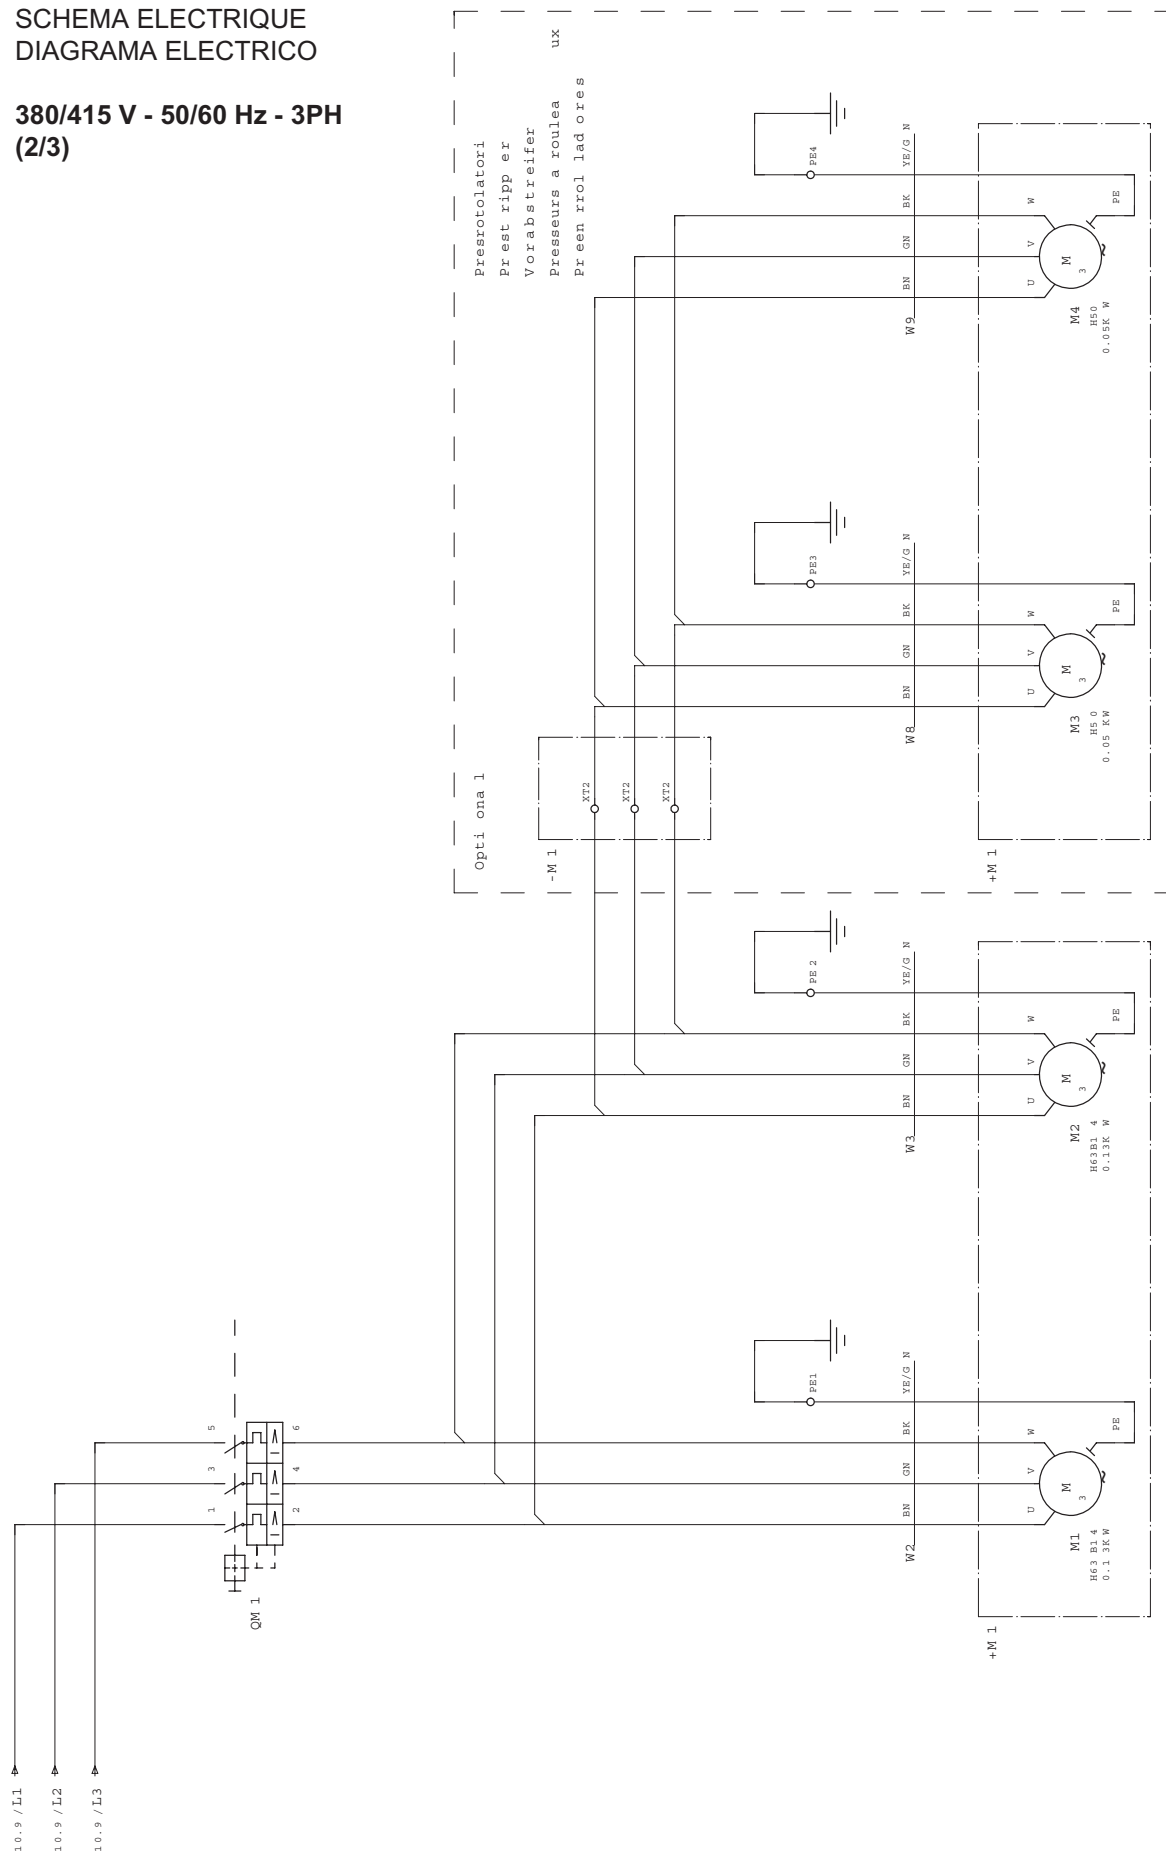 SCHEMA ELECTRIQUE
DIAGRAMA ELECTRICO
380/415 V - 50/60 Hz - 3PH
(2/3)
Presrotolatori
Pr est ripp er
Vorabstreifer
Presseurs a roulea ux
Pr een rrol lad ores
Opti ona l
PE4
YE/G N
BK
GN
BN
W9
W
V
U
PE
M
3
~
M4
H50
0.05K W
PE3
YE/G N
BK
GN
BN
W8
W
V
U
PE
M
3
~
M3
H5 0
0.05 KW
XT2
XT2
XT2
-M 1
+M 1
PE 2
YE/G N
BK
GN
BN
W3
W
V
U
PE
M
3
~
M2
H63B1 4
0.13K W
PE1
YE/G N
BK
GN
BN
W2
W
V
U
PE
M
3
~
M1
H63 B1 4
0.1 3K W
+M 1
5
3
1
6
4
2
QM 1
10.9 /L1
10.9 /L2
10.9 /L3